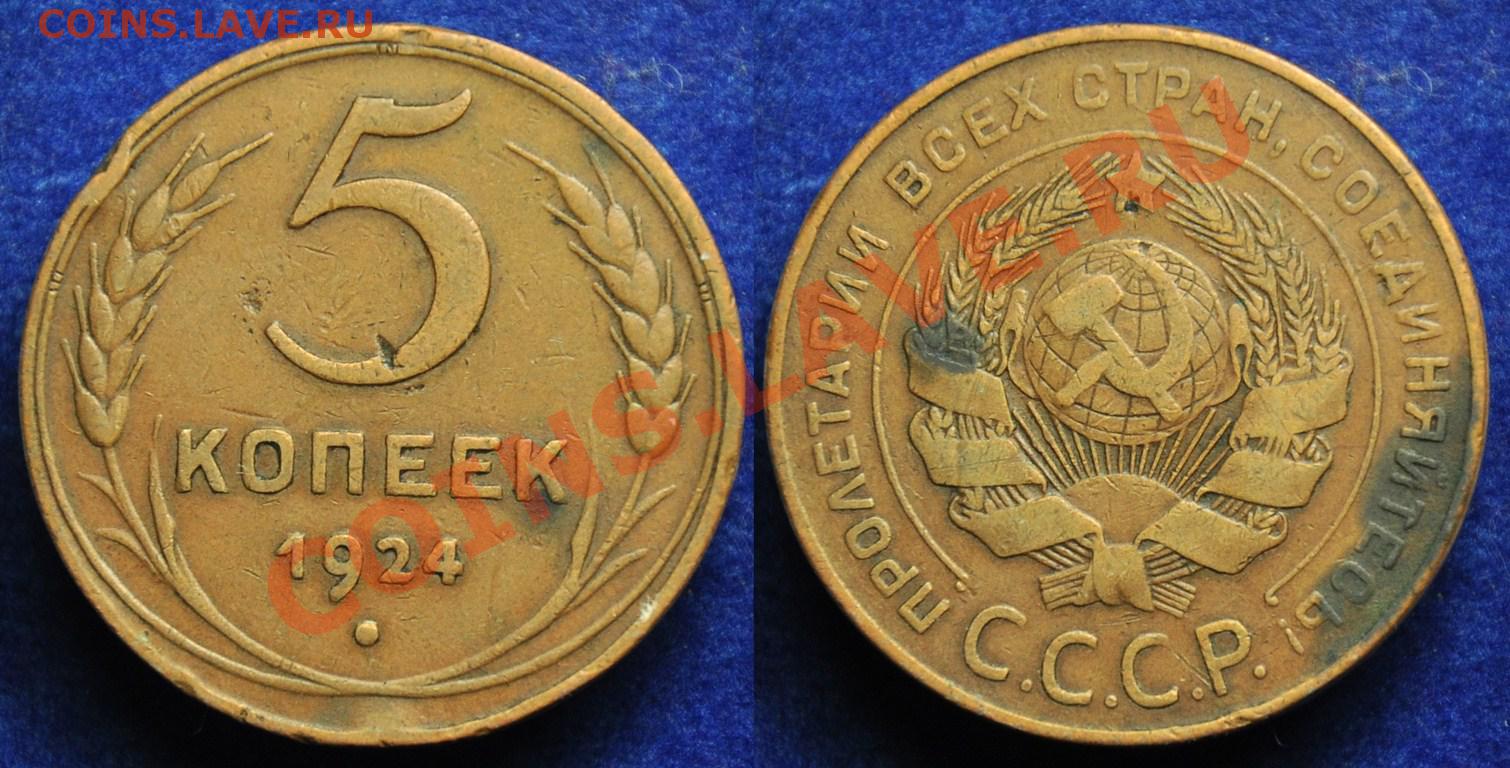 COINS.LAVE.RU
5
КОПЕЕК
1924
ПРОЛЕТАРИИ ВСЕХ СТРАН, СОЕДИНЯЙТЕСЬ!
С.С.С.Р.
COINS.LAVE.RU